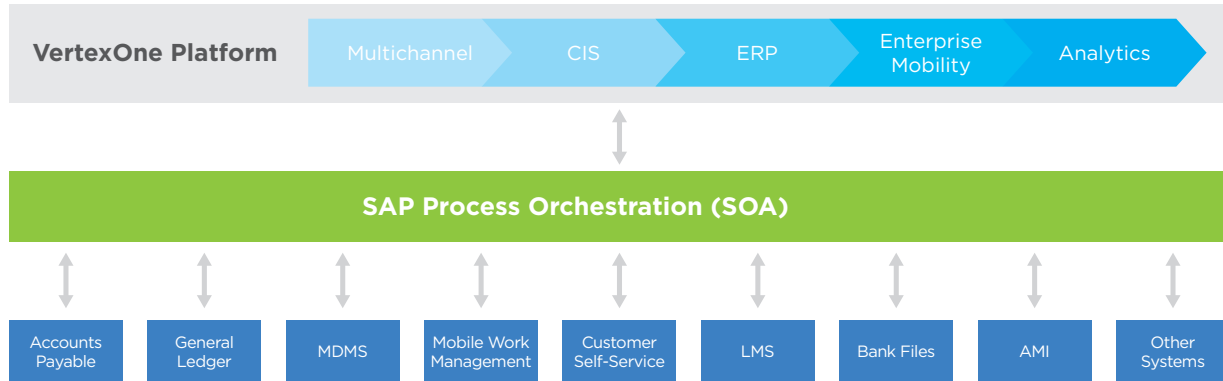 VertexOne Platform
Multichannel
CIS
ERP
Enterprise
Mobility
Analytics
SAP Process Orchestration (SOA)
Accounts
Payable
General
Ledger
MDMS
Mobile Work
Management
Customer
Self-Service
LMS
Bank Files
AMI
Other
Systems